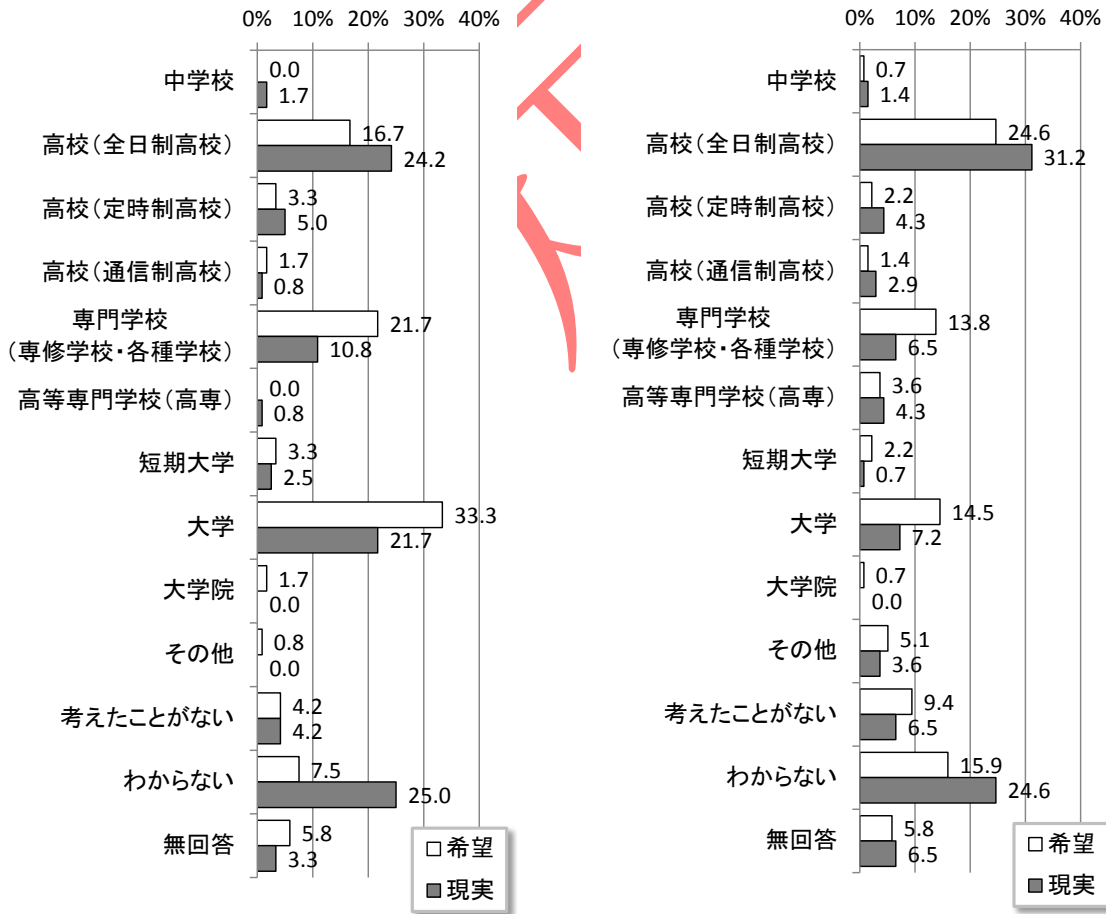 0% 10% 20% 30% 40%
中学校 0.0
1.7
高校(全日制高校) 16.7
24.2
高校(定時制高校) 3.3
5.0
高校(通信制高校) 1.7
0.8
専門学校
(専修学校・各種学校) 21.7
10.8
高等専門学校(高専) 0.0
0.8
短期大学 3.3
2.5
大学 33.3
21.7
大学院 1.7
0.0
その他 0.8
0.0
考えたことがない 4.2
4.2
わからない 7.5
25.0
無回答 5.8
3.3
希望
現実
0% 10% 20% 30% 40%
中学校 0.7
1.4
高校(全日制高校) 24.6
31.2
高校(定時制高校) 2.2
4.3
高校(通信制高校) 1.4
2.9
専門学校
(専修学校・各種学校) 13.8
6.5
高等専門学校(高専) 3.6
4.3
短期大学 2.2
0.7
大学 14.5
7.2
大学院 0.7
0.0
その他 5.1
3.6
考えたことがない 9.4
6.5
わからない 15.9
24.6
無回答 5.8
6.5
希望
現実